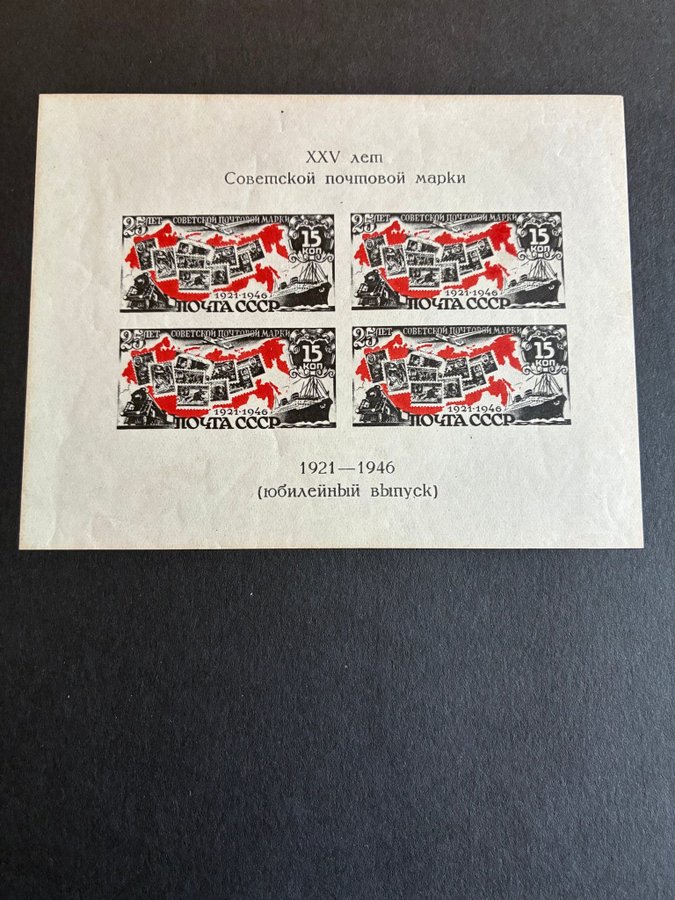 XXV лет
Советской почтовой марки
25 ЛЕТ СОВЕТСКОЙ ПОЧТОВОЙ МАРКИ
15
КОП
1921-1946
ПОЧТА СССР
25 ЛЕТ СОВЕТСКОЙ ПОЧТОВОЙ МАРКИ
15
КОП
1921-1946
ПОЧТА СССР
25 ЛЕТ СОВЕТСКОЙ ПОЧТОВОЙ МАРКИ
15
КОП
1921-1946
ПОЧТА СССР
25 ЛЕТ СОВЕТСКОЙ ПОЧТОВОЙ МАРКИ
15
КОП
1921-1946
ПОЧТА СССР
1921—1946
(юбилейный выпуск)